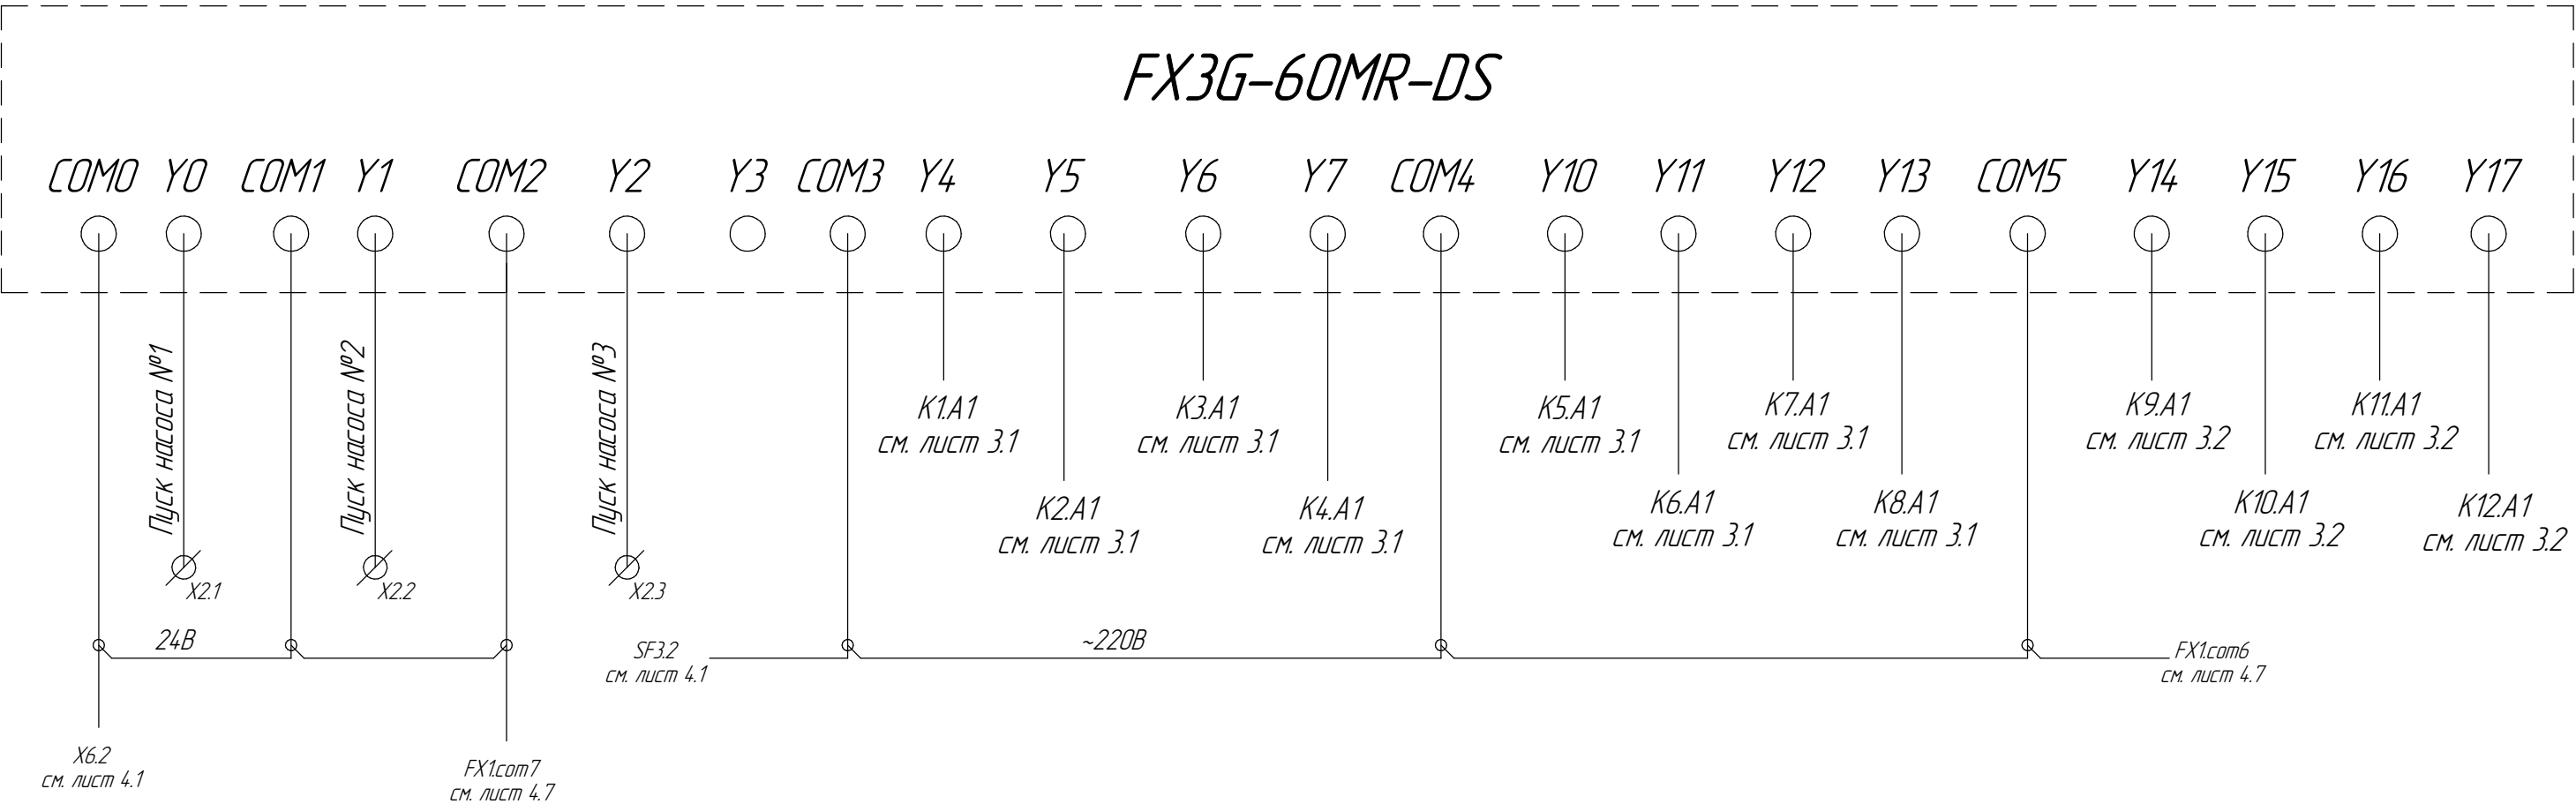 FX3G-60MR-DS
COM0 Y0 COM1 Y1 COM2 Y2 Y3 COM3 Y4 Y5 Y6 Y7 COM4 Y10 Y11 Y12 Y13 COM5 Y14 Y15 Y16 Y17
Пуск насоса №1
Пуск насоса №2
Пуск насоса №3
K1.A1
см. лист 3.1
K2.A1
см. лист 3.1
K3.A1
см. лист 3.1
K4.A1
см. лист 3.1
K5.A1
см. лист 3.1
K6.A1
см. лист 3.1
K7.A1
см. лист 3.1
K8.A1
см. лист 3.1
K9.A1
см. лист 3.2
K10.A1
см. лист 3.2
K11.A1
см. лист 3.2
K12.A1
см. лист 3.2
X2.1
X2.2
X2.3
24В
SF3.2
см. лист 4.1
~220В
FX1.com6
см. лист 4.7
X6.2
см. лист 4.1
FX1.com7
см. лист 4.7